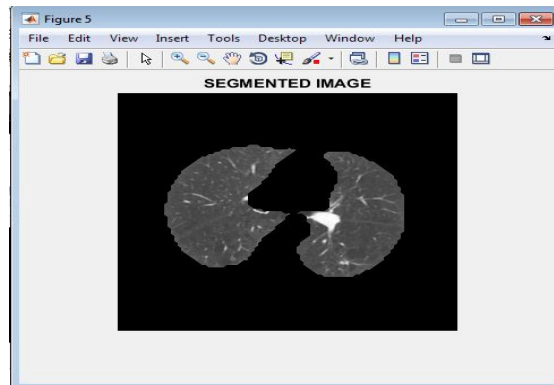 Figure 5
File Edit View Insert Tools Desktop Window Help
SEGMENTED IMAGE